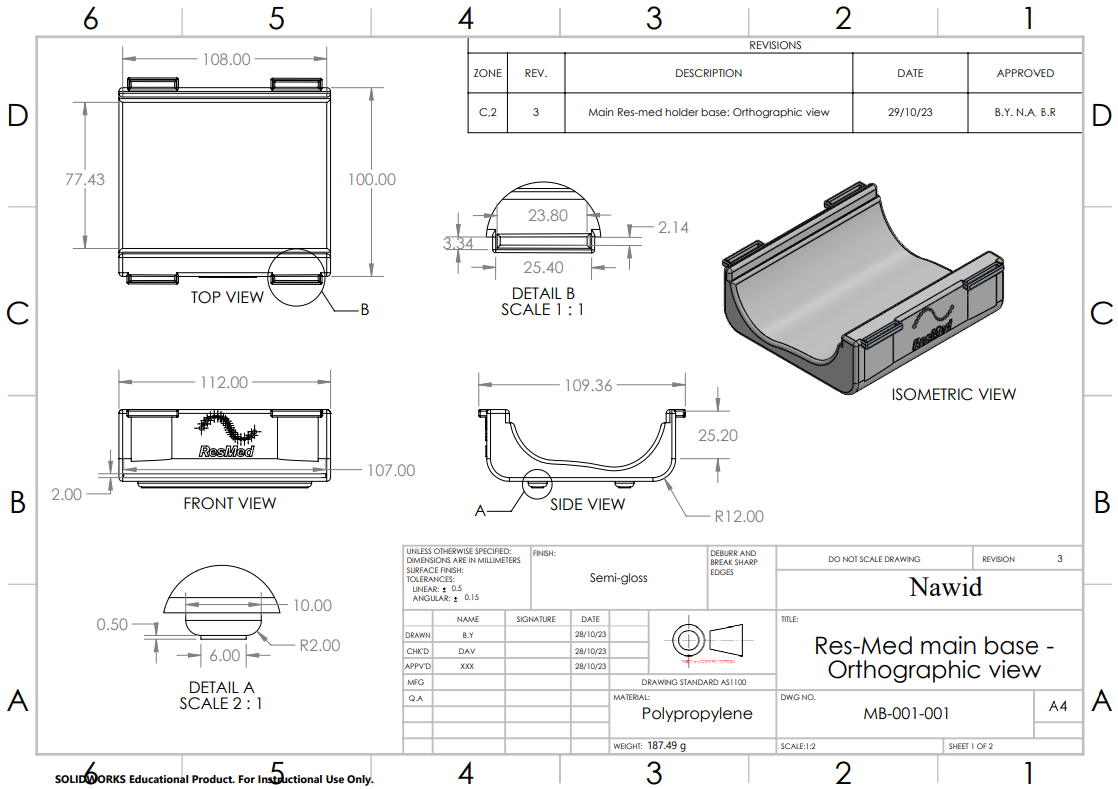 6 5 4 3 2 1
REVISIONS
ZONE REV. DESCRIPTION DATE APPROVED
C,2 3 Main Res-med holder base: Orthographic view 29/10/23 B.Y. N.A, B.R
D D
108.00
77.43
100.00
TOP VIEW
B
23.80
2.14
3.34
25.40
DETAIL B
SCALE 1 : 1
C C
ResMed
ISOMETRIC VIEW
112.00
ResMed
107.00
2.00
FRONT VIEW
109.36
25.20
A
SIDE VIEW
R12.00
B B
10.00
0.50
R2.00
6.00
DETAIL A
SCALE 2 : 1
A A
UNLESS OTHERWISE SPECIFIED:
DIMENSIONS ARE IN MILLIMETERS
SURFACE FINISH:
TOLERANCES:
LINEAR: ± 0.5
ANGULAR: ± 0.15
FINISH:
Semi-gloss
DEBURR AND
BREAK SHARP
EDGES
DO NOT SCALE DRAWING
REVISION 3
Nawid
NAME SIGNATURE DATE
DRAWN B.Y 28/10/23
CHK'D DAV 28/10/23
APPV'D XXX 28/10/23
MFG
Q.A
DRAWING STANDARD AS1100
MATERIAL:
Polypropylene
WEIGHT: 187.49 g
TITLE:
Res-Med main base -
Orthographic view
DWG NO.
MB-001-001
A4
SCALE:1:2
SHEET 1 OF 2
6 5 4 3 2 1
SOLIDWORKS Educational Product. For Instructional Use Only.